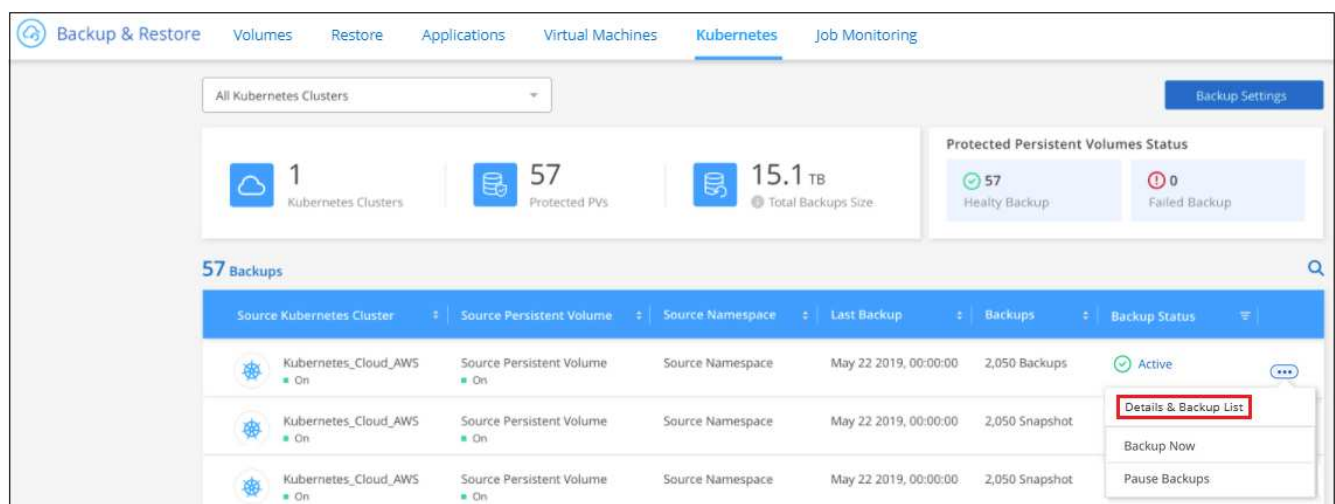 Backup & Restore Volumes Restore Applications Virtual Machines Kubernetes Job Monitoring
All Kubernetes Clusters
Backup Settings
1
Kubernetes Clusters
57
Protected PVs
15.1 TB
Total Backups Size
Protected Persistent Volumes Status
57
Healty Backup
0
Failed Backup
57 Backups
Source Kubernetes Cluster Source Persistent Volume Source Namespace Last Backup Backups Backup Status
Kubernetes_Cloud_AWS Source Persistent Volume Source Namespace May 22 2019, 00:00:00 2,050 Backups Active
On On
Details & Backup List
Kubernetes_Cloud_AWS Source Persistent Volume Source Namespace May 22 2019, 00:00:00 2,050 Snapshot
On On
Backup Now
Kubernetes_Cloud_AWS Source Persistent Volume Source Namespace May 22 2019, 00:00:00 2,050 Snapshot
On On
Pause Backups